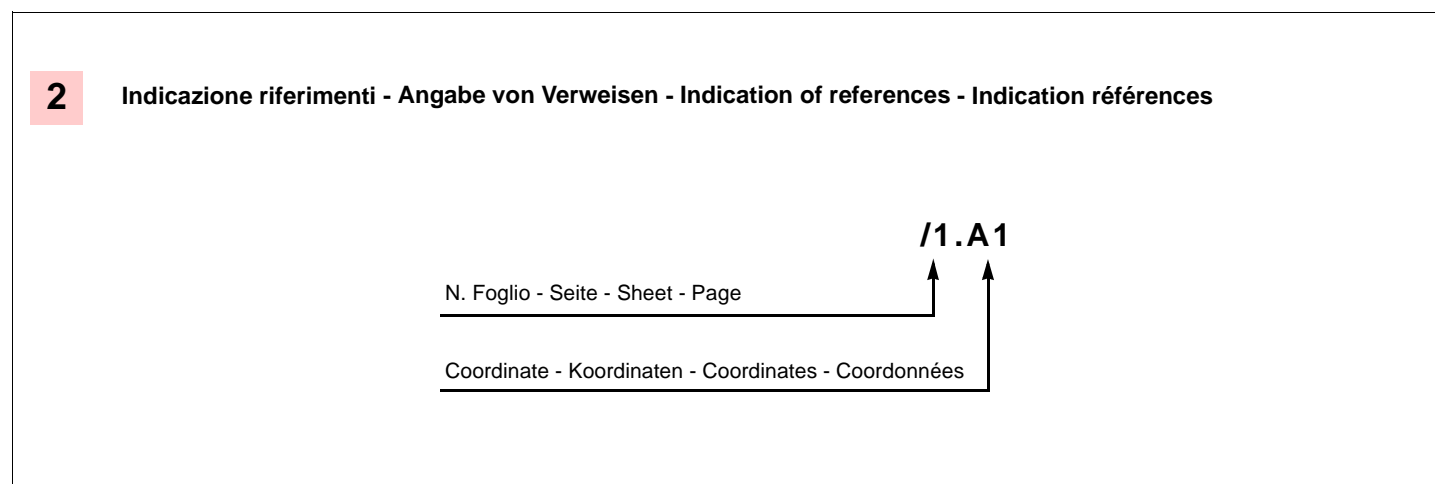 2 Indicazione riferimenti - Angabe von Verweisen - Indication of references - Indication références
/1.A1
N. Foglio - Seite - Sheet - Page
Coordinate - Koordinaten - Coordinates - Coordonnées